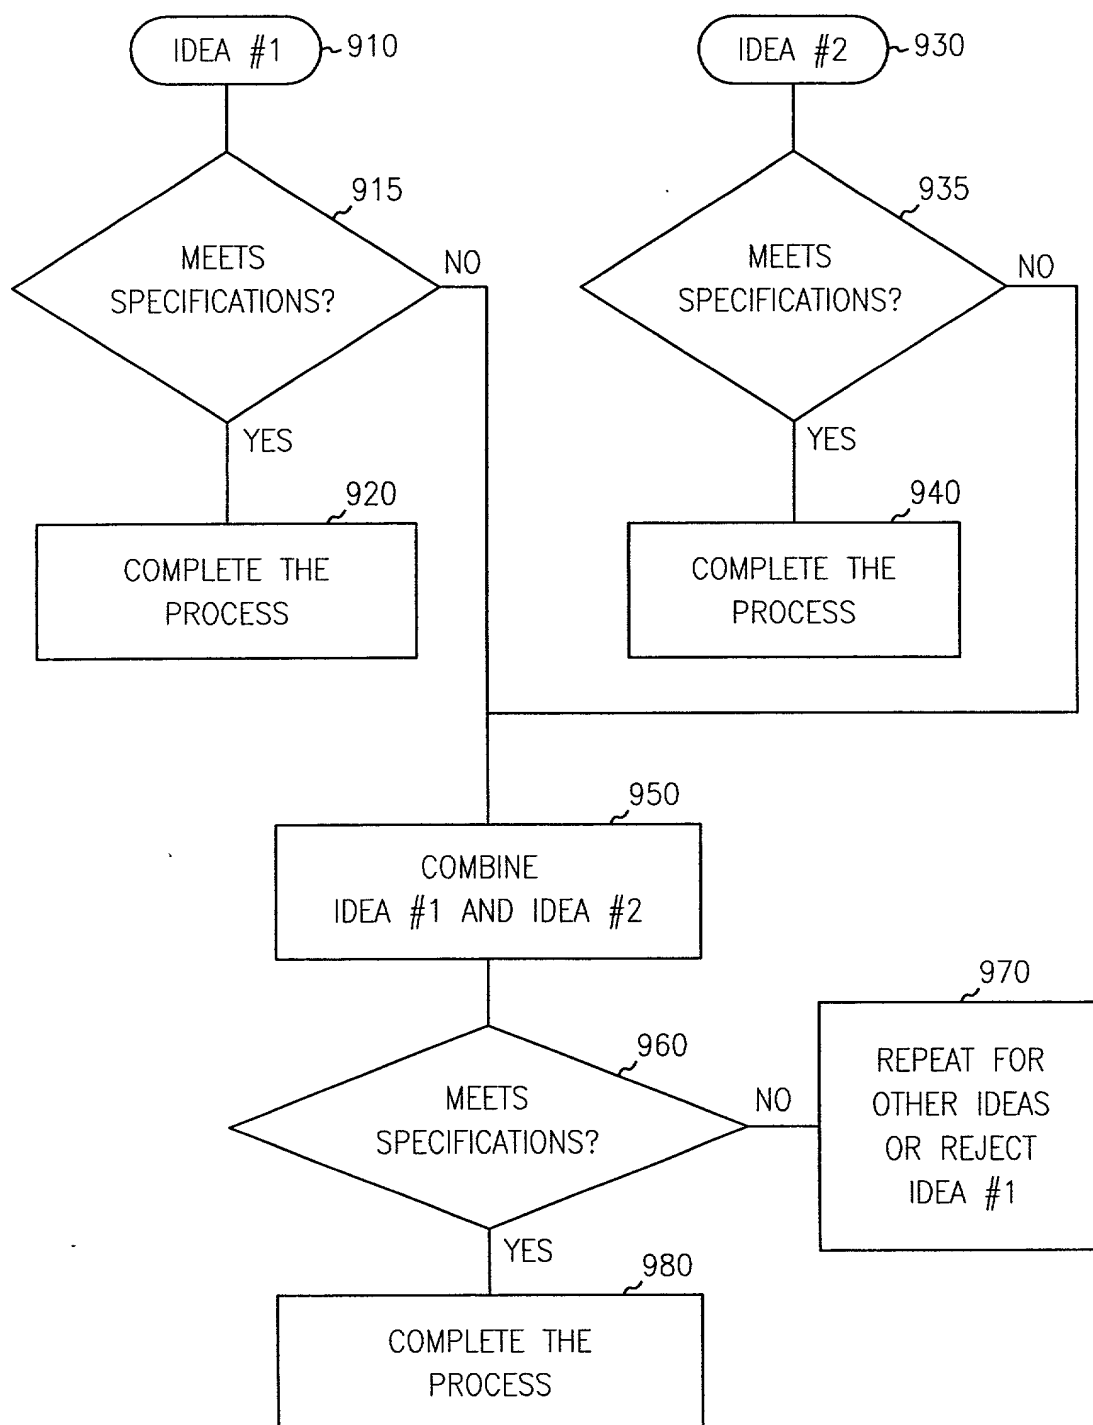 IDEA #1
910
IDEA #2
930
915
MEETS
SPECIFICATIONS?
NO
935
MEETS
SPECIFICATIONS?
NO
YES
YES
920
COMPLETE THE
PROCESS
940
COMPLETE THE
PROCESS
950
COMBINE
IDEA #1 AND IDEA #2
960
MEETS
SPECIFICATIONS?
NO
970
REPEAT FOR
OTHER IDEAS
OR REJECT
IDEA #1
YES
980
COMPLETE THE
PROCESS